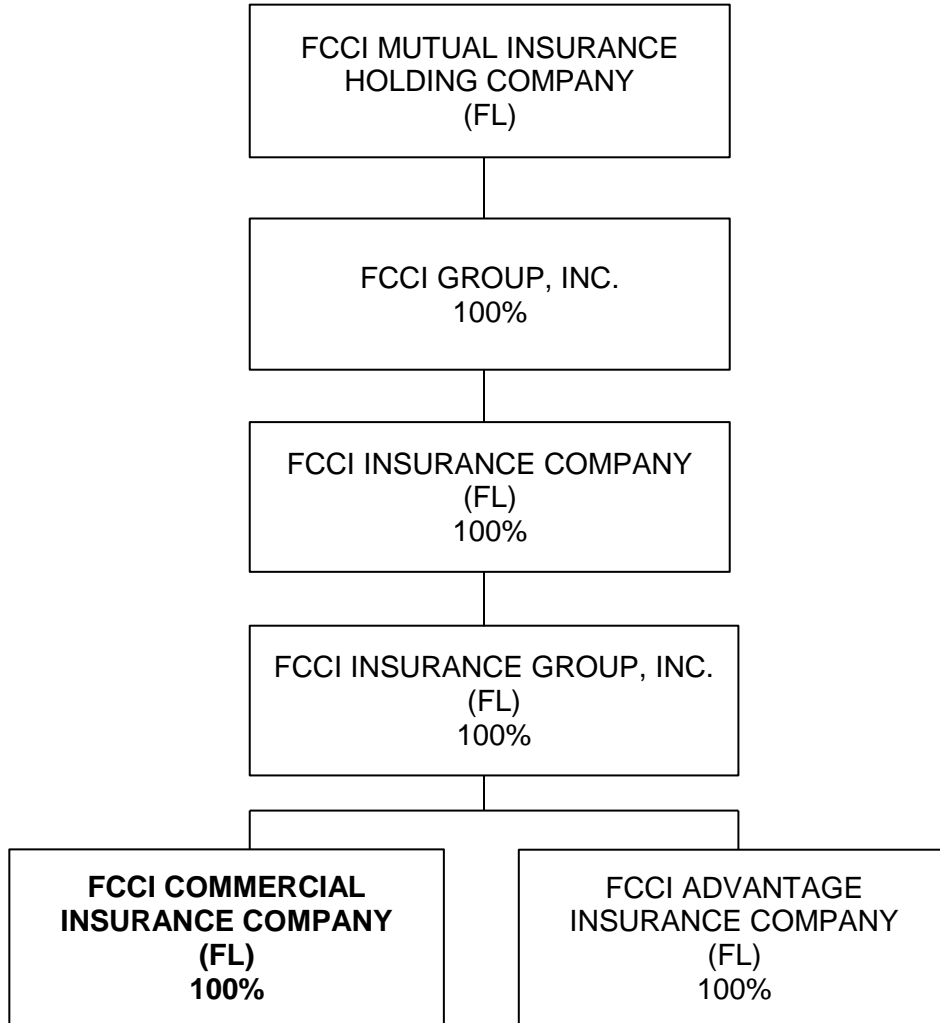 FCCI MUTUAL INSURANCE
HOLDING COMPANY
(FL)
FCCI GROUP, INC.
100%
FCCI INSURANCE COMPANY
(FL)
100%
FCCI INSURANCE GROUP, INC.
(FL)
100%
FCCI COMMERCIAL
INSURANCE COMPANY
(FL)
100%
FCCI ADVANTAGE
INSURANCE COMPANY
(FL)
100%